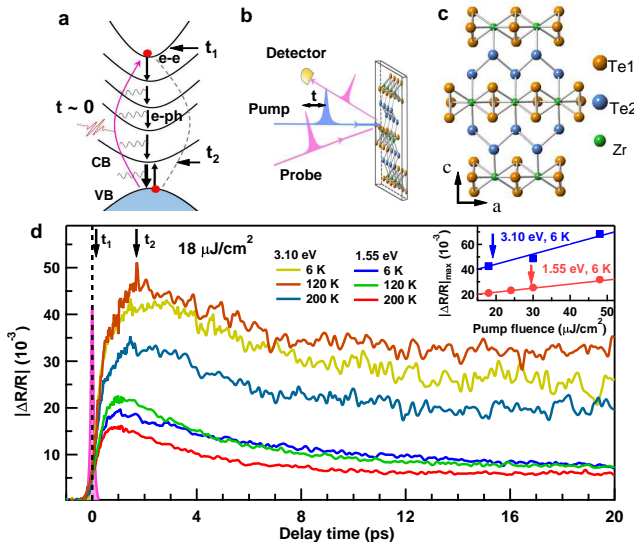 a
t₁
e-e
t ~ 0
e-ph
CB
t₂
VB
b
Detector
t
Pump
Probe
c
Te1
Te2
Zr
c
a
d
t₁
t₂
18 μJ/cm²
3.10 eV
1.55 eV
6 K
6 K
120 K
120 K
200 K
200 K
|ΔR/R| (10⁻³)
50
40
30
20
10
0
4
8
12
16
20
Delay time (ps)
|ΔR/R|max (10⁻³)
80
60
40
20
3.10 eV, 6 K
1.55 eV, 6 K
20
30
40
50
Pump fluence (μJ/cm²)